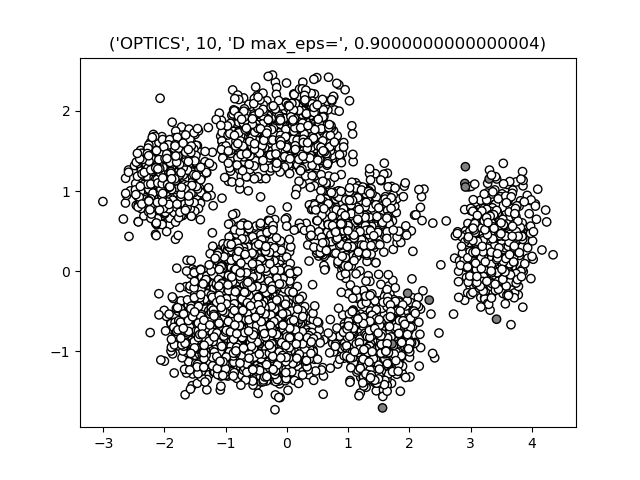 ('OPTICS', 10, 'D max_eps=', 0.9000000000000004)
2
1
0
−1
−3 −2 −1 0 1 2 3 4